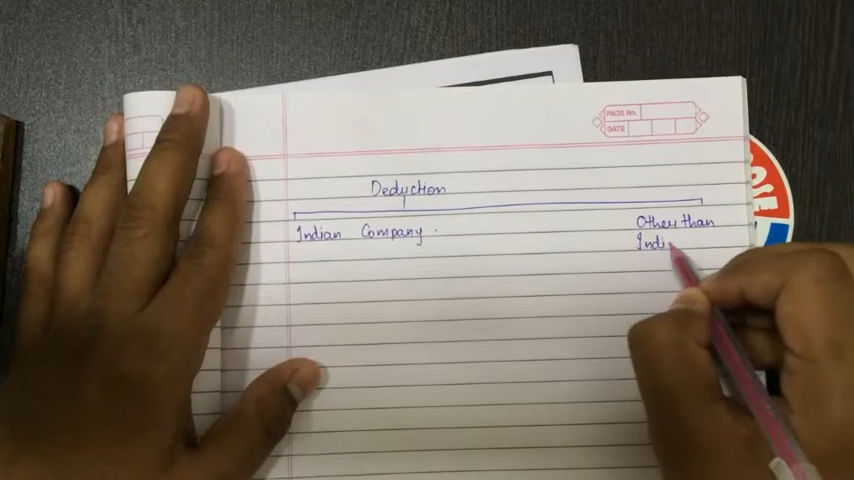 PAGE No.
DATE
Deduction
Indian Company .
Other than
Indi